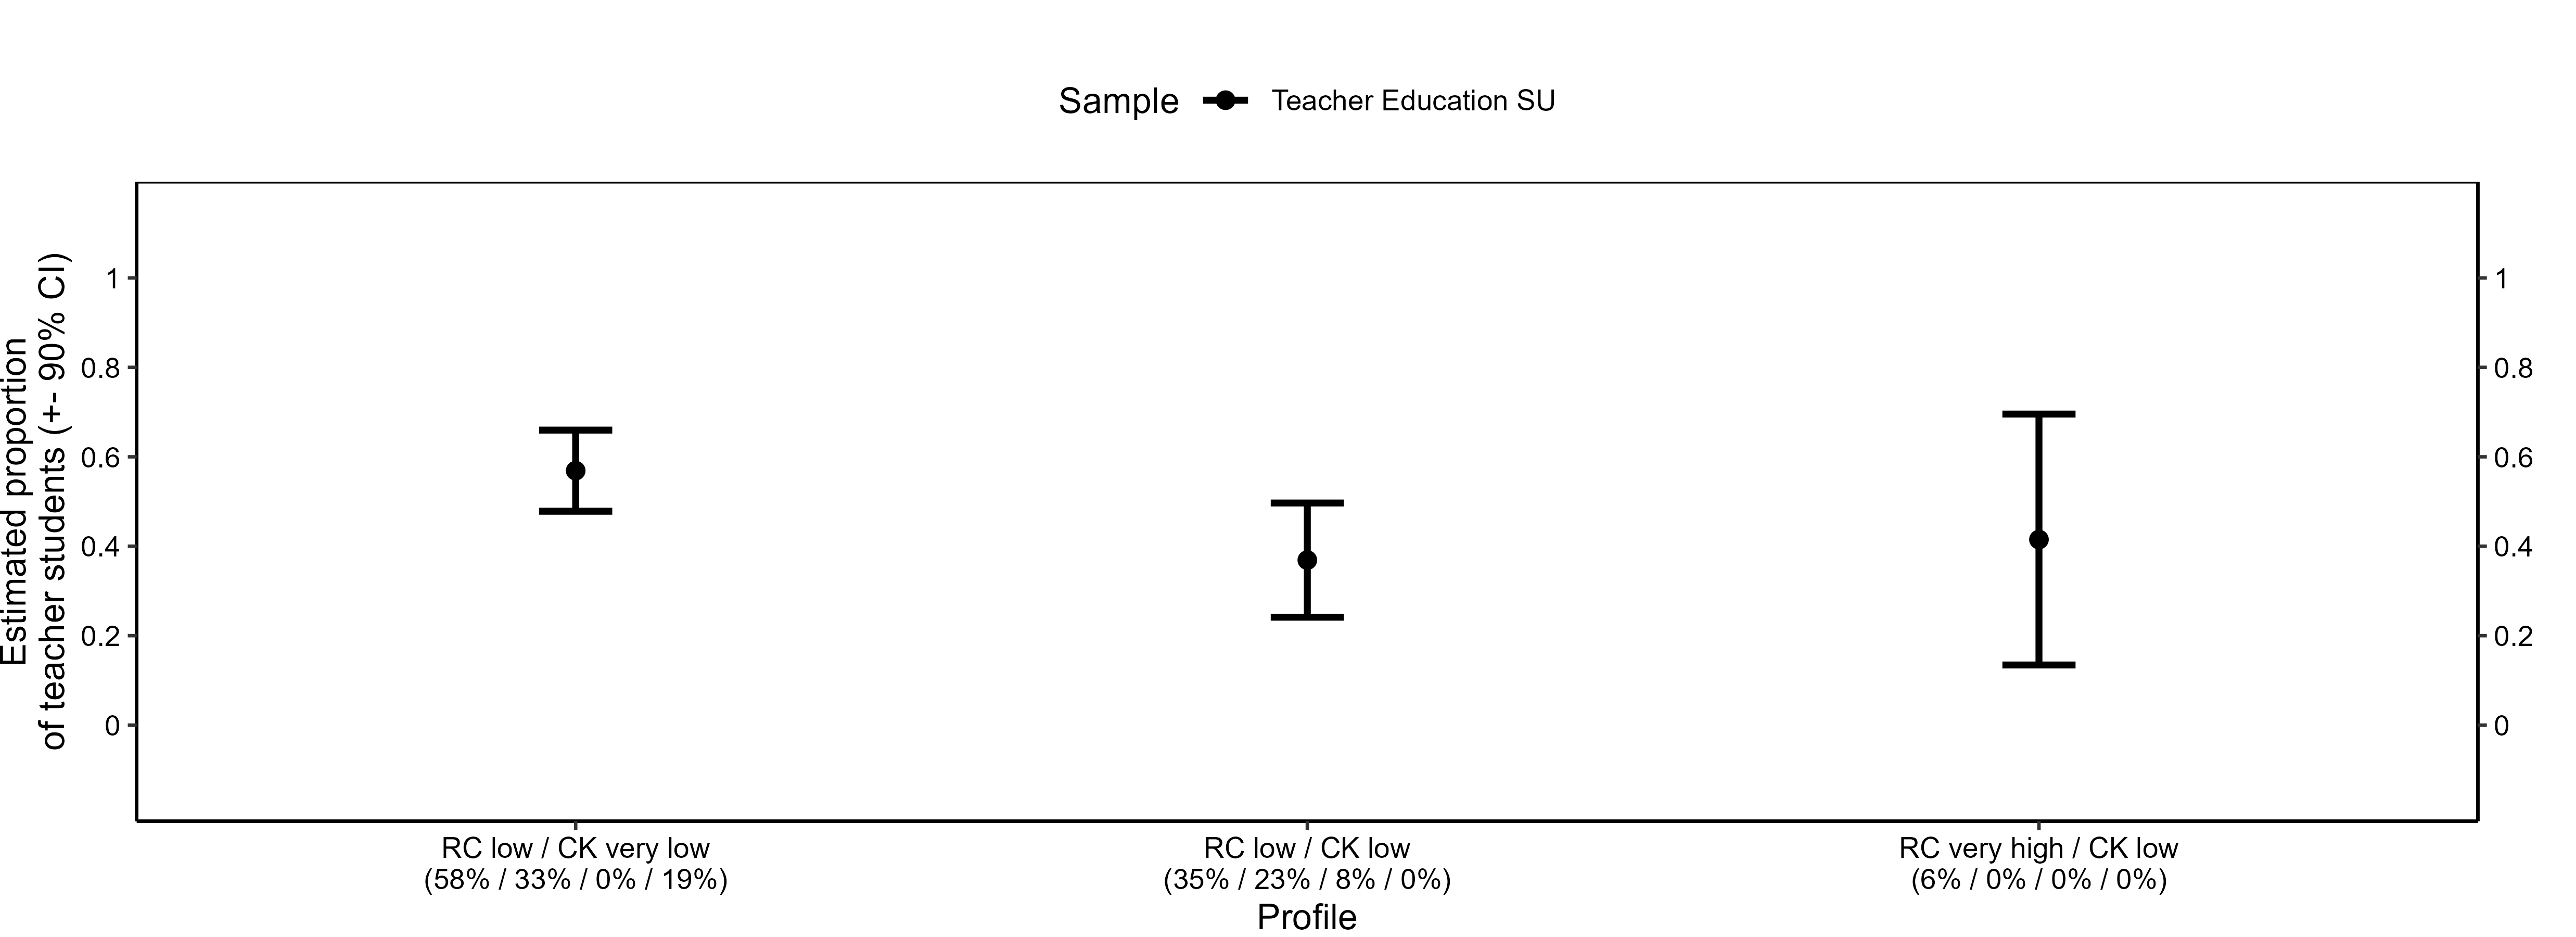 Sample Teacher Education SU
Estimated proportion
of teacher students (+- 90% CI)
1
0.8
0.6
0.4
0.2
0
1
0.8
0.6
0.4
0.2
0
RC low / CK very low
(58% / 33% / 0% / 19%)
RC low / CK low
(35% / 23% / 8% / 0%)
RC very high / CK low
(6% / 0% / 0% / 0%)
Profile